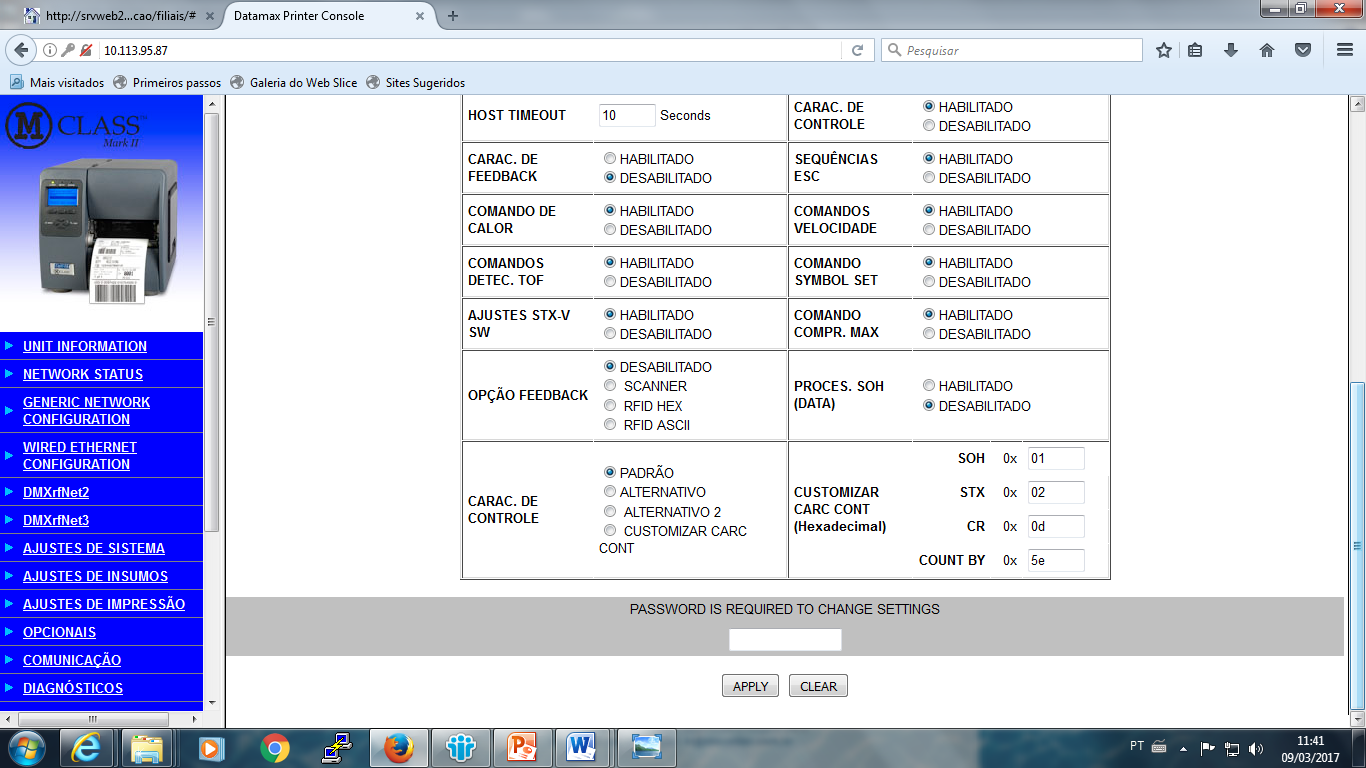 http://srvweb2...cao/filiais/#
Datamax Printer Console
10.113.95.87
Pesquisar
Mais visitados
Primeiros passos
Galeria do Web Slice
Sites Sugeridos
M CLASS™
Mark II
UNIT INFORMATION
NETWORK STATUS
GENERIC NETWORK
CONFIGURATION
WIRED ETHERNET
CONFIGURATION
DMXrfNet2
DMXrfNet3
AJUSTES DE SISTEMA
AJUSTES DE INSUMOS
AJUSTES DE IMPRESSÃO
OPCIONAIS
COMUNICAÇÃO
DIAGNÓSTICOS
HOST TIMEOUT
10 Seconds
CARAC. DE
CONTROLE
HABILITADO
DESABILITADO
CARAC. DE
FEEDBACK
HABILITADO
DESABILITADO
SEQUÊNCIAS
ESC
HABILITADO
DESABILITADO
COMANDO DE
CALOR
HABILITADO
DESABILITADO
COMANDOS
VELOCIDADE
HABILITADO
DESABILITADO
COMANDOS
DETEC. TOF
HABILITADO
DESABILITADO
COMANDO
SYMBOL SET
HABILITADO
DESABILITADO
AJUSTES STX-V
SW
HABILITADO
DESABILITADO
COMANDO
COMPR. MAX
HABILITADO
DESABILITADO
OPÇÃO FEEDBACK
DESABILITADO
SCANNER
RFID HEX
RFID ASCII
PROCES. SOH
(DATA)
HABILITADO
DESABILITADO
CARAC. DE
CONTROLE
PADRÃO
ALTERNATIVO
ALTERNATIVO 2
CUSTOMIZAR CARC
CONT
CUSTOMIZAR
CARC CONT
(Hexadecimal)
SOH 0x 01
STX 0x 02
CR 0x 0d
COUNT BY 0x 5e
PASSWORD IS REQUIRED TO CHANGE SETTINGS
APPLY
CLEAR
PT
11:41
09/03/2017